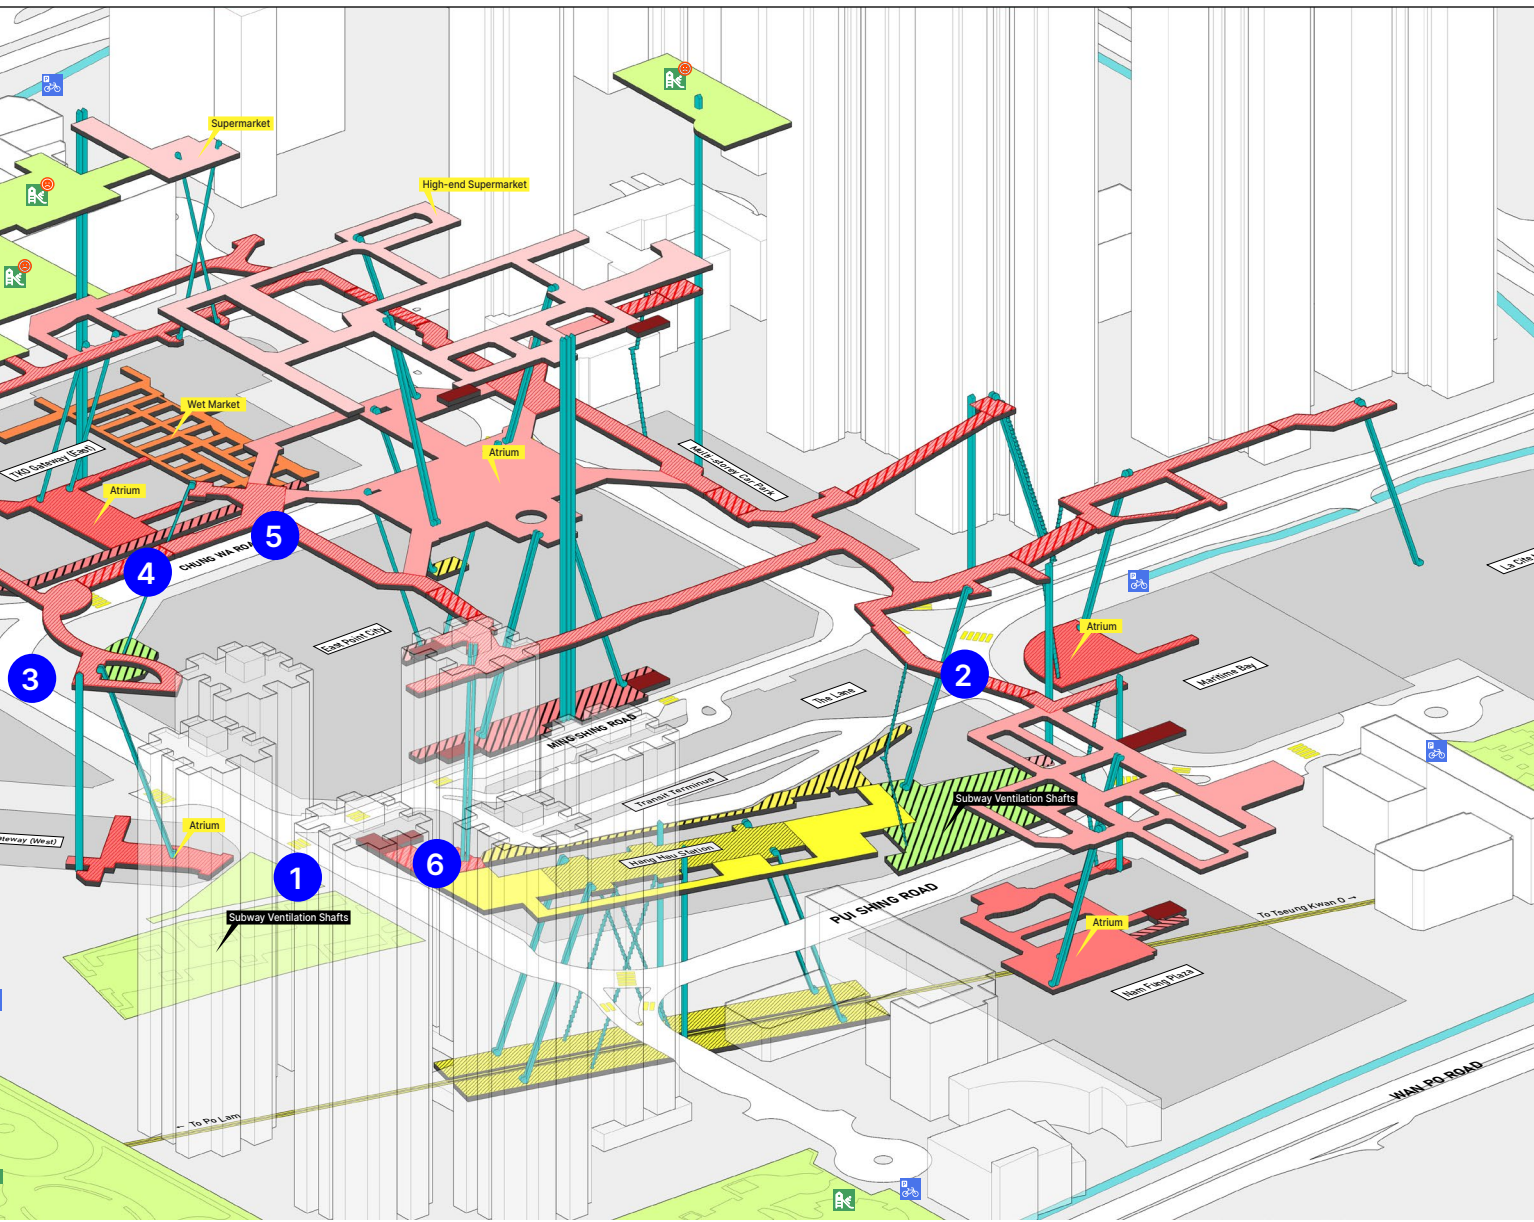 Supermarket
High-end Supermarket
Wet Market
TKO Gateway (East)
Atrium
Atrium
Multi-storey Car Park
5
4
CHUNG WA ROAD
La Cite
P
P
East Point City
Atrium
3
2
Maritime Bay
The Lane
MING SHING ROAD
Transit Terminus
Subway Ventilation Shafts
P
Atrium
teway (West)
Hang Hau Station
6
1
PUI SHING ROAD
Subway Ventilation Shafts
To Tseung Kwan O →
Atrium
Nam Fung Plaza
← To Po Lam
WAN PO ROAD
P